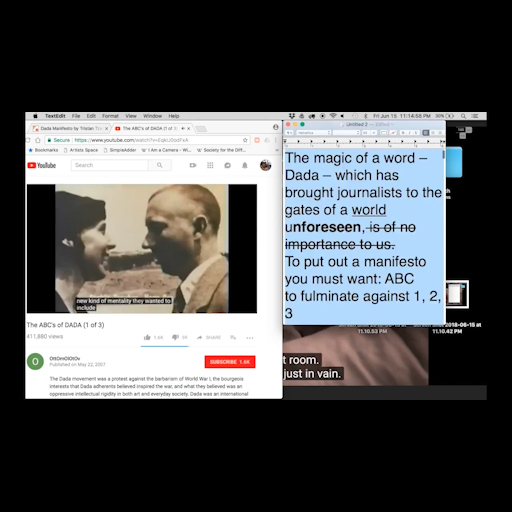 TextEdit File Edit Format View Window Help
Fri Jun 15 11:14:58 PM 30%
Dada Manifesto by Tristan Tz
The ABC's of DADA (1 of 3)
Secure https://www.youtube.com/watch?v=
Bookmarks Artists Space SimpleAdder I Am a Camera – Wi... Society for the Diff...
YouTube Search
new kind of mentality they wanted to
include
The ABC's of DADA (1 of 3)
411,880 views
1.6K 59 SHARE
Published on May 22, 2007
SUBSCRIBE 1.6K
The Dada movement was a protest against the barbarism of World War I, the bourgeois
interests that Dada adherents believed inspired the war, and what they believed was an
oppressive intellectual rigidity in both art and everyday society. Dada was an international
Untitled 2
Helvetica
The magic of a word –
Dada – which has
brought journalists to the
gates of a world
unforeseen, is of no
importance to us.
To put out a manifesto
you must want: ABC
to fulminate against 1, 2,
3
2018-06-15 at
11.10.53 PM
11.10.42 PM
t room.
just in vain.